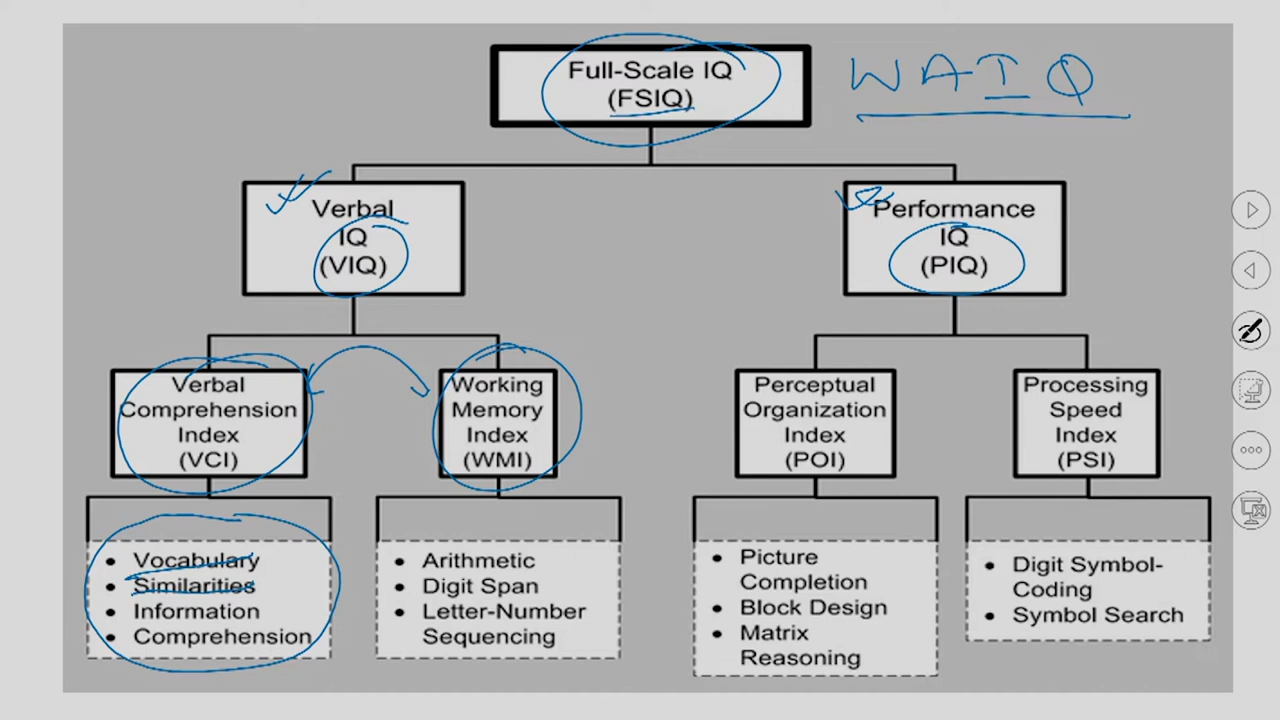 Full-Scale IQ
(FSIQ)
WAIQ
Verbal
IQ
(VIQ)
Performance
IQ
(PIQ)
Verbal
Comprehension
Index
(VCI)
Working
Memory
Index
(WMI)
Perceptual
Organization
Index
(POI)
Processing
Speed
Index
(PSI)
• Vocabulary
• Similarities
• Information
• Comprehension
• Arithmetic
• Digit Span
• Letter-Number
Sequencing
• Picture
Completion
• Block Design
• Matrix
Reasoning
• Digit Symbol-
Coding
• Symbol Search